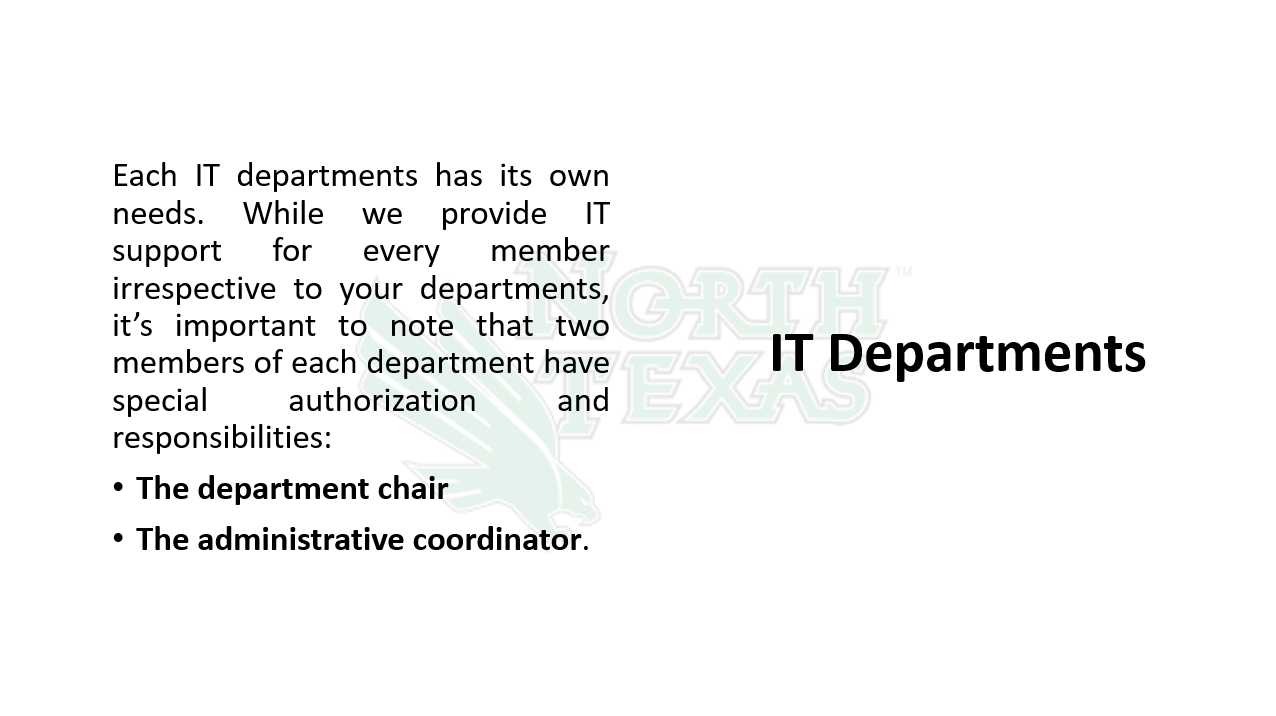 Each IT departments has its own
needs. While we provide IT
support for every member
irrespective to your departments,
it’s important to note that two
members of each department have
special authorization and
responsibilities:
• The department chair
• The administrative coordinator.
IT Departments
NORTH
TEXAS
™